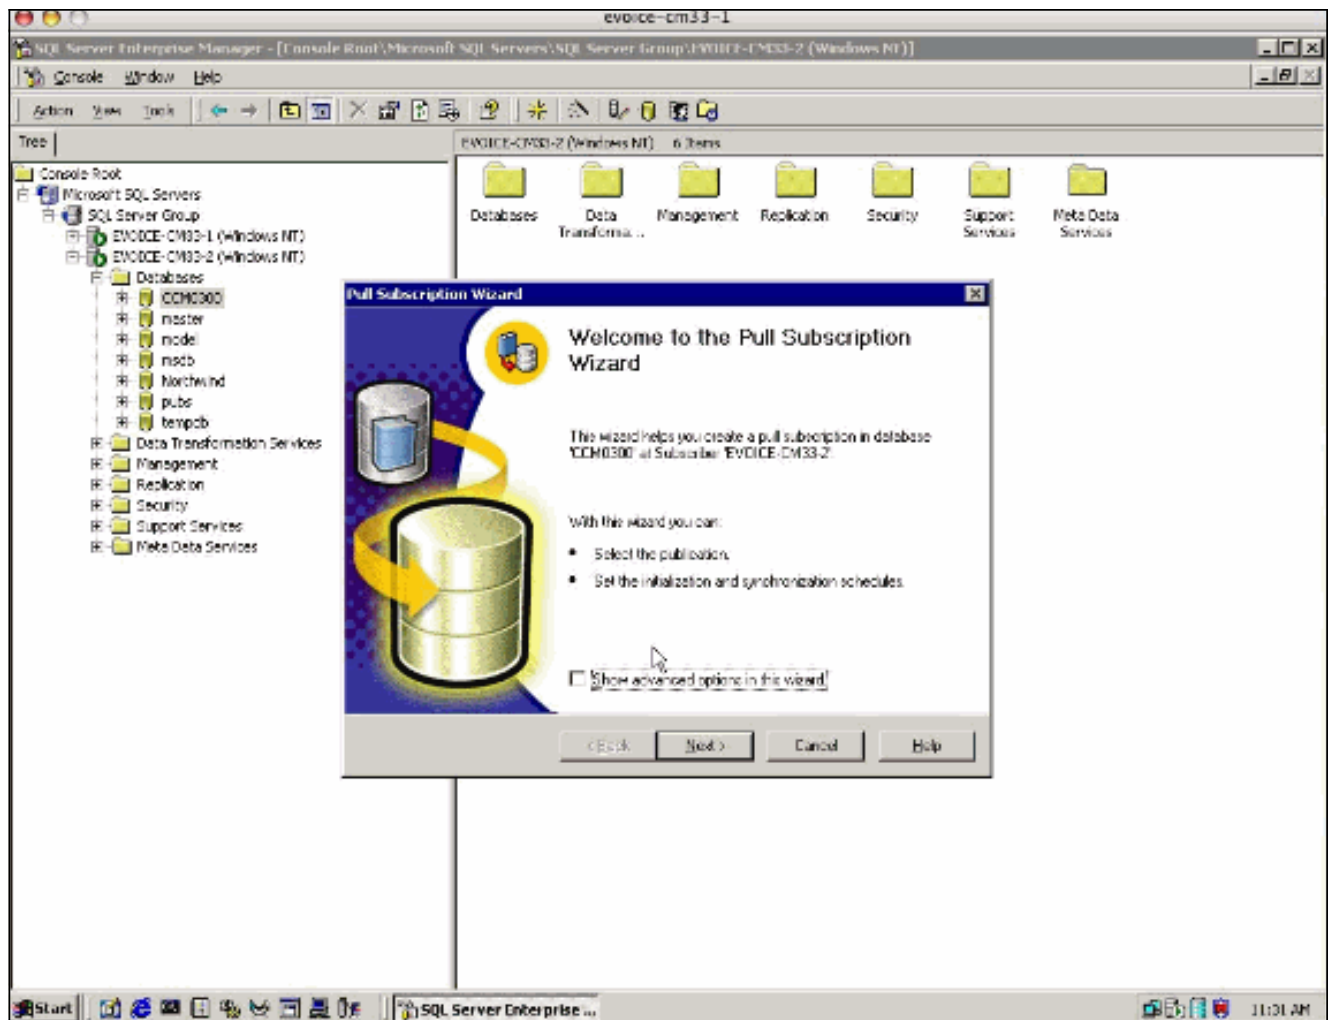 evoice-cm33-1
SQL Server Enterprise Manager - [Console Root\Microsoft SQL Servers\SQL Server Group\EVOICE-CM33-2 (Windows NT)]
Console Window Help
Action View Tools
Tree
EVOICE-CM33-2 (Windows NT) 6 Items
Console Root
Microsoft SQL Servers
SQL Server Group
EVOICE-CM33-1 (Windows NT)
EVOICE-CM33-2 (Windows NT)
Databases
CCM0300
master
model
msdb
Northwind
pubs
tempdb
Data Transformation Services
Management
Replication
Security
Support Services
Meta Data Services
Databases
Data Transforma...
Management
Replication
Security
Support Services
Meta Data Services
Pull Subscription Wizard
Welcome to the Pull Subscription
Wizard
This wizard helps you create a pull subscription in database
'CCM0300' at Subscriber 'EVOICE-CM33-2'.
With this wizard you can:
• Select the publication.
• Set the initialization and synchronization schedules.
Show advanced options in this wizard
< Back Next > Cancel Help
Start SQL Server Enterprise ... 11:01 AM